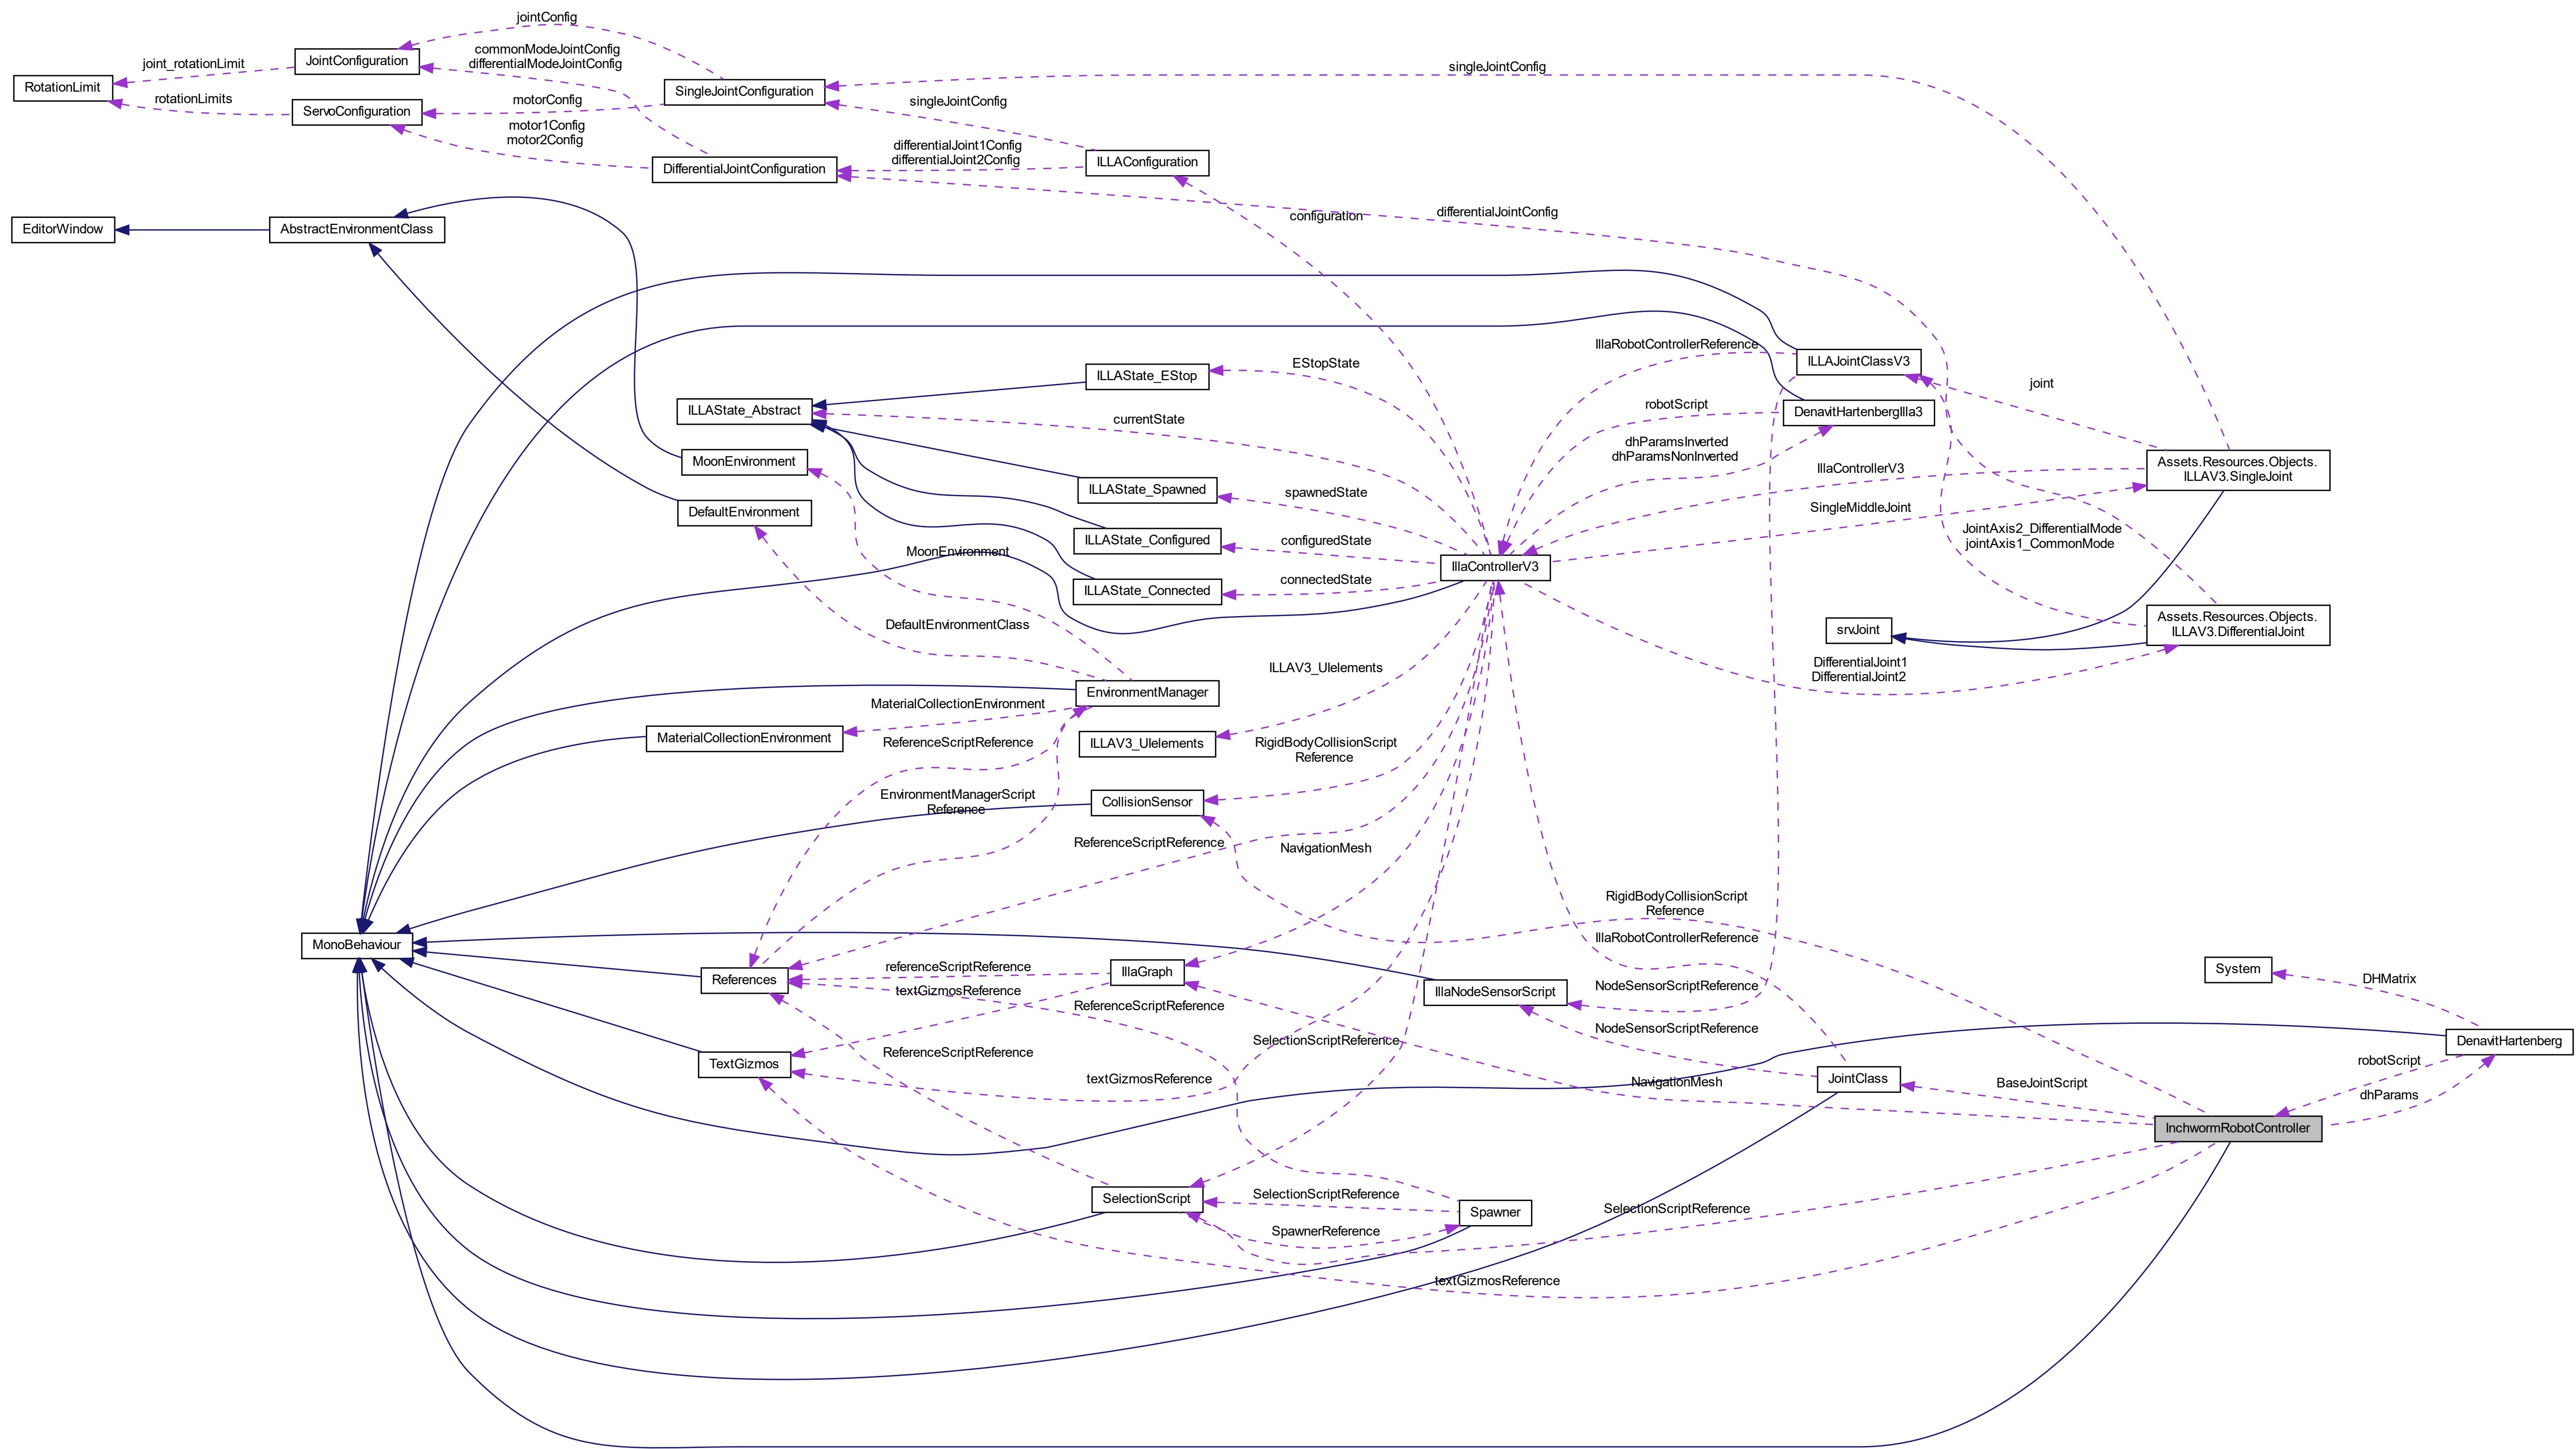 jointConfig
commonModeJointConfig
differentialModeJointConfig
JointConfiguration
joint_rotationLimit
singleJointConfig
RotationLimit
SingleJointConfiguration
rotationLimits
motorConfig
singleJointConfig
ServoConfiguration
motor1Config
motor2Config
differentialJoint1Config
differentialJoint2Config
ILLAConfiguration
DifferentialJointConfiguration
configuration
differentialJointConfig
EditorWindow
AbstractEnvironmentClass
IllaRobotControllerReference
ILLAJointClassV3
EStopState
ILLAState_EStop
joint
ILLAState_Abstract
currentState
robotScript
DenavitHartenbergIlla3
dhParamsInverted
dhParamsNonInverted
MoonEnvironment
IllaControllerV3
Assets.Resources.Objects.
ILLAV3.SingleJoint
ILLAState_Spawned
spawnedState
SingleMiddleJoint
DefaultEnvironment
JointAxis2_DifferentialMode
jointAxis1_CommonMode
ILLAState_Configured
configuredState
MoonEnvironment
IllaControllerV3
ILLAState_Connected
connectedState
DefaultEnvironmentClass
srvJoint
Assets.Resources.Objects.
ILLAV3.DifferentialJoint
ILLAV3_UIelements
DifferentialJoint1
DifferentialJoint2
EnvironmentManager
MaterialCollectionEnvironment
MaterialCollectionEnvironment
ReferenceScriptReference
ILLAV3_UIelements
RigidBodyCollisionScript
Reference
EnvironmentManagerScript
Reference
CollisionSensor
ReferenceScriptReference
NavigationMesh
RigidBodyCollisionScript
Reference
MonoBehaviour
IllaRobotControllerReference
References
referenceScriptReference
IllaGraph
System
DHMatrix
textGizmosReference
IllaNodeSensorScript
NodeSensorScriptReference
ReferenceScriptReference
NodeSensorScriptReference
SelectionScriptReference
DenavitHartenberg
ReferenceScriptReference
TextGizmos
robotScript
textGizmosReference
NavigationMesh
JointClass
BaseJointScript
dhParams
InchwormRobotController
SelectionScript
SelectionScriptReference
Spawner
SelectionScriptReference
SpawnerReference
textGizmosReference